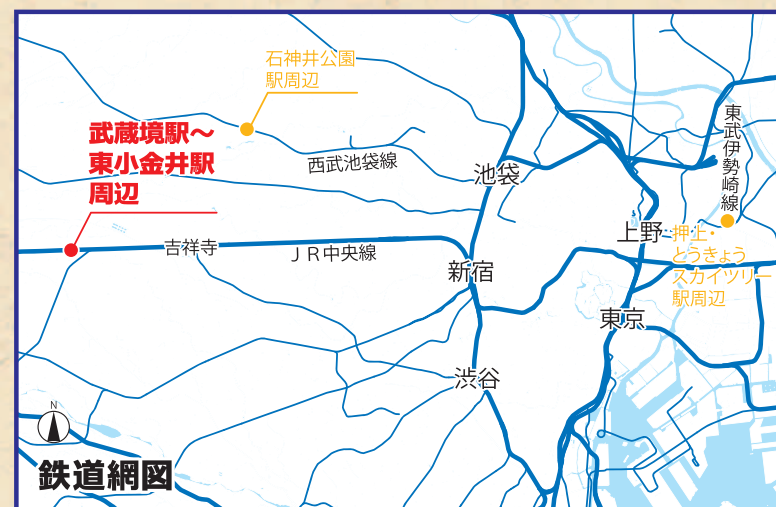 石神井公園
駅周辺
武蔵境駅～
東小金井駅
周辺
西武池袋線
東武伊勢崎線
池袋
上野
押上・
とうきょう
スカイツリー
駅周辺
吉祥寺
ＪＲ中央線
新宿
東京
渋谷
N
鉄道網図